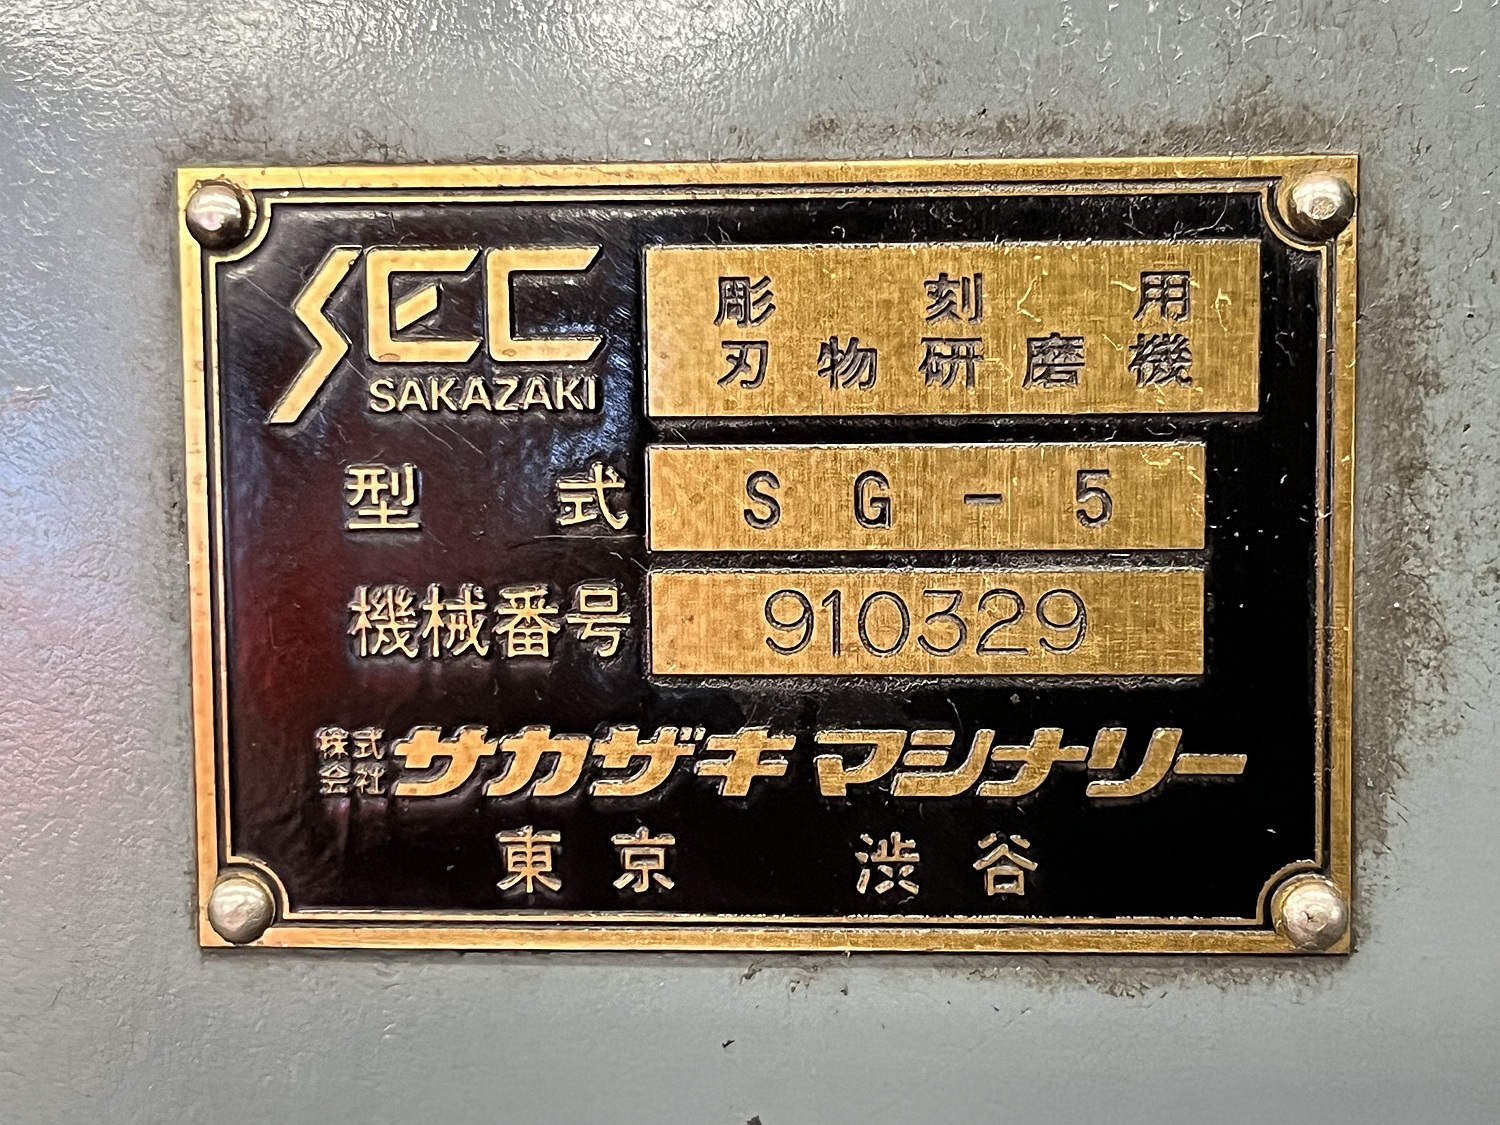 SEC
SAKAZAKI
彫刻用
刃物研磨機
型式 SG-5
機械番号 910329
株式会社 サカザキマシナリー
東京 渋谷